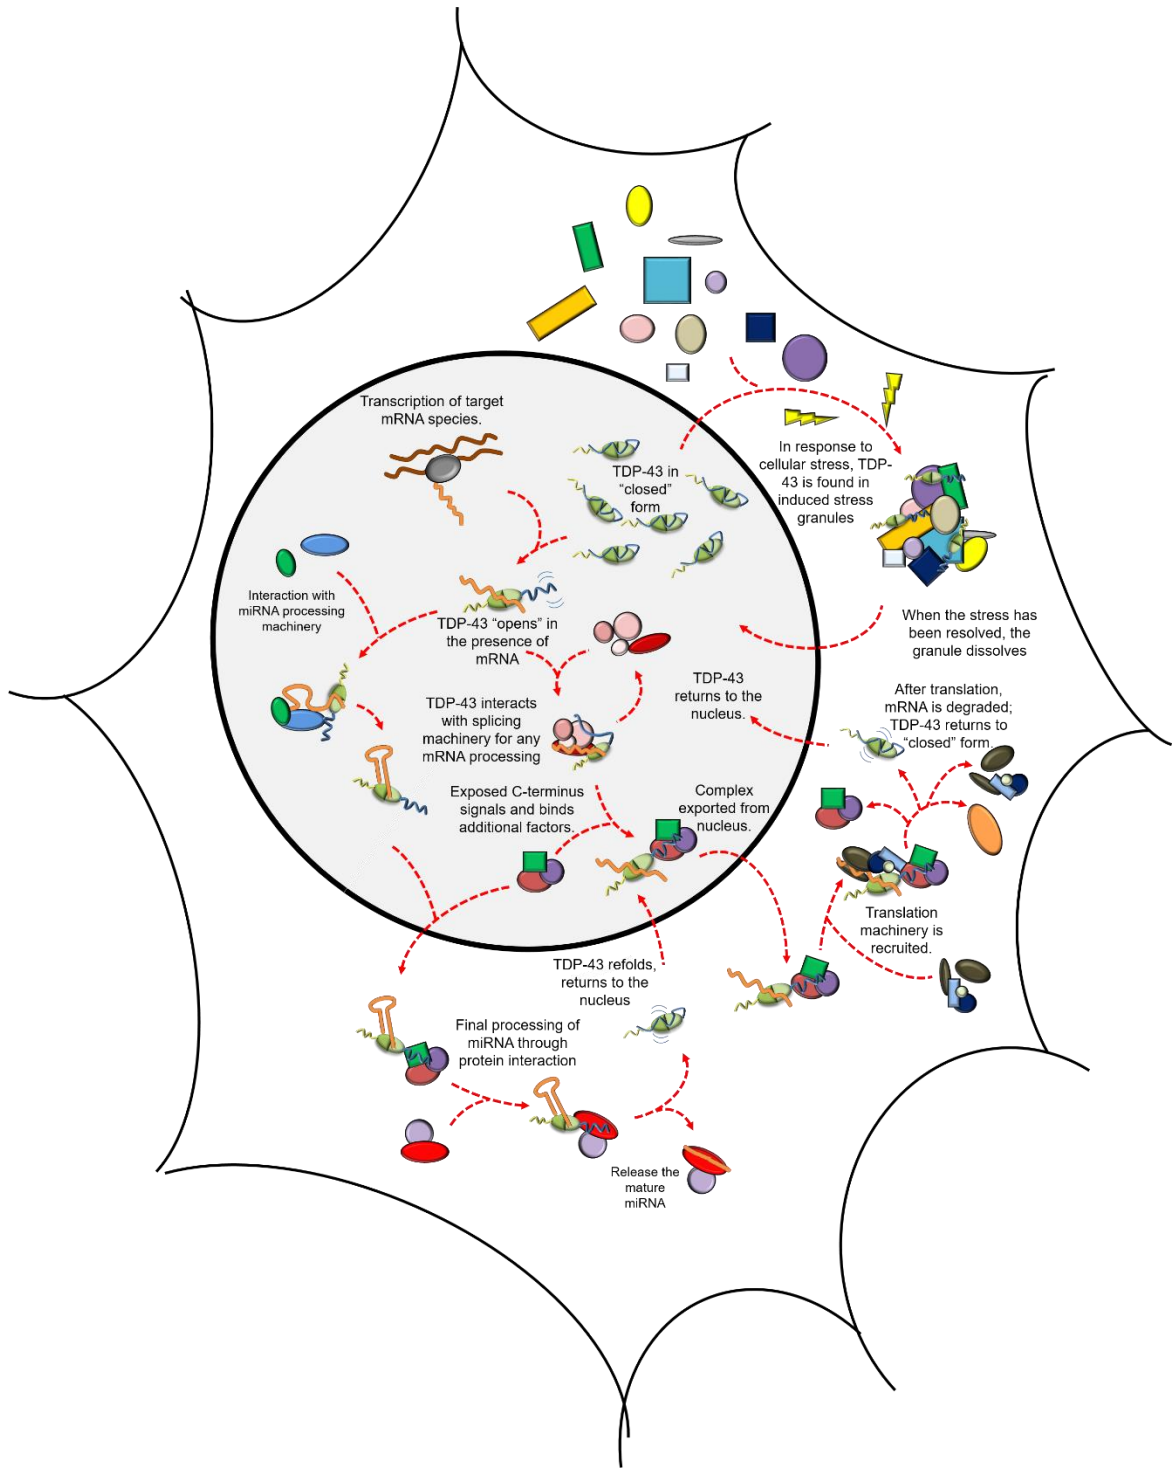 Transcription of target
mRNA species.
TDP-43 in
“closed”
form
In response to
cellular stress, TDP-
43 is found in
induced stress
granules
Interaction with
miRNA processing
machinery
TDP-43 “opens” in
the presence of
mRNA
When the stress has
been resolved, the
granule dissolves
TDP-43
returns to the
nucleus.
After translation,
mRNA is degraded;
TDP-43 returns to
“closed” form.
TDP-43 interacts
with splicing
machinery for any
mRNA processing
Exposed C-terminus
signals and binds
additional factors.
Complex
exported from
nucleus.
Translation
machinery is
recruited.
TDP-43 refolds,
returns to the
nucleus
Final processing of
miRNA through
protein interaction
Release the
mature
miRNA